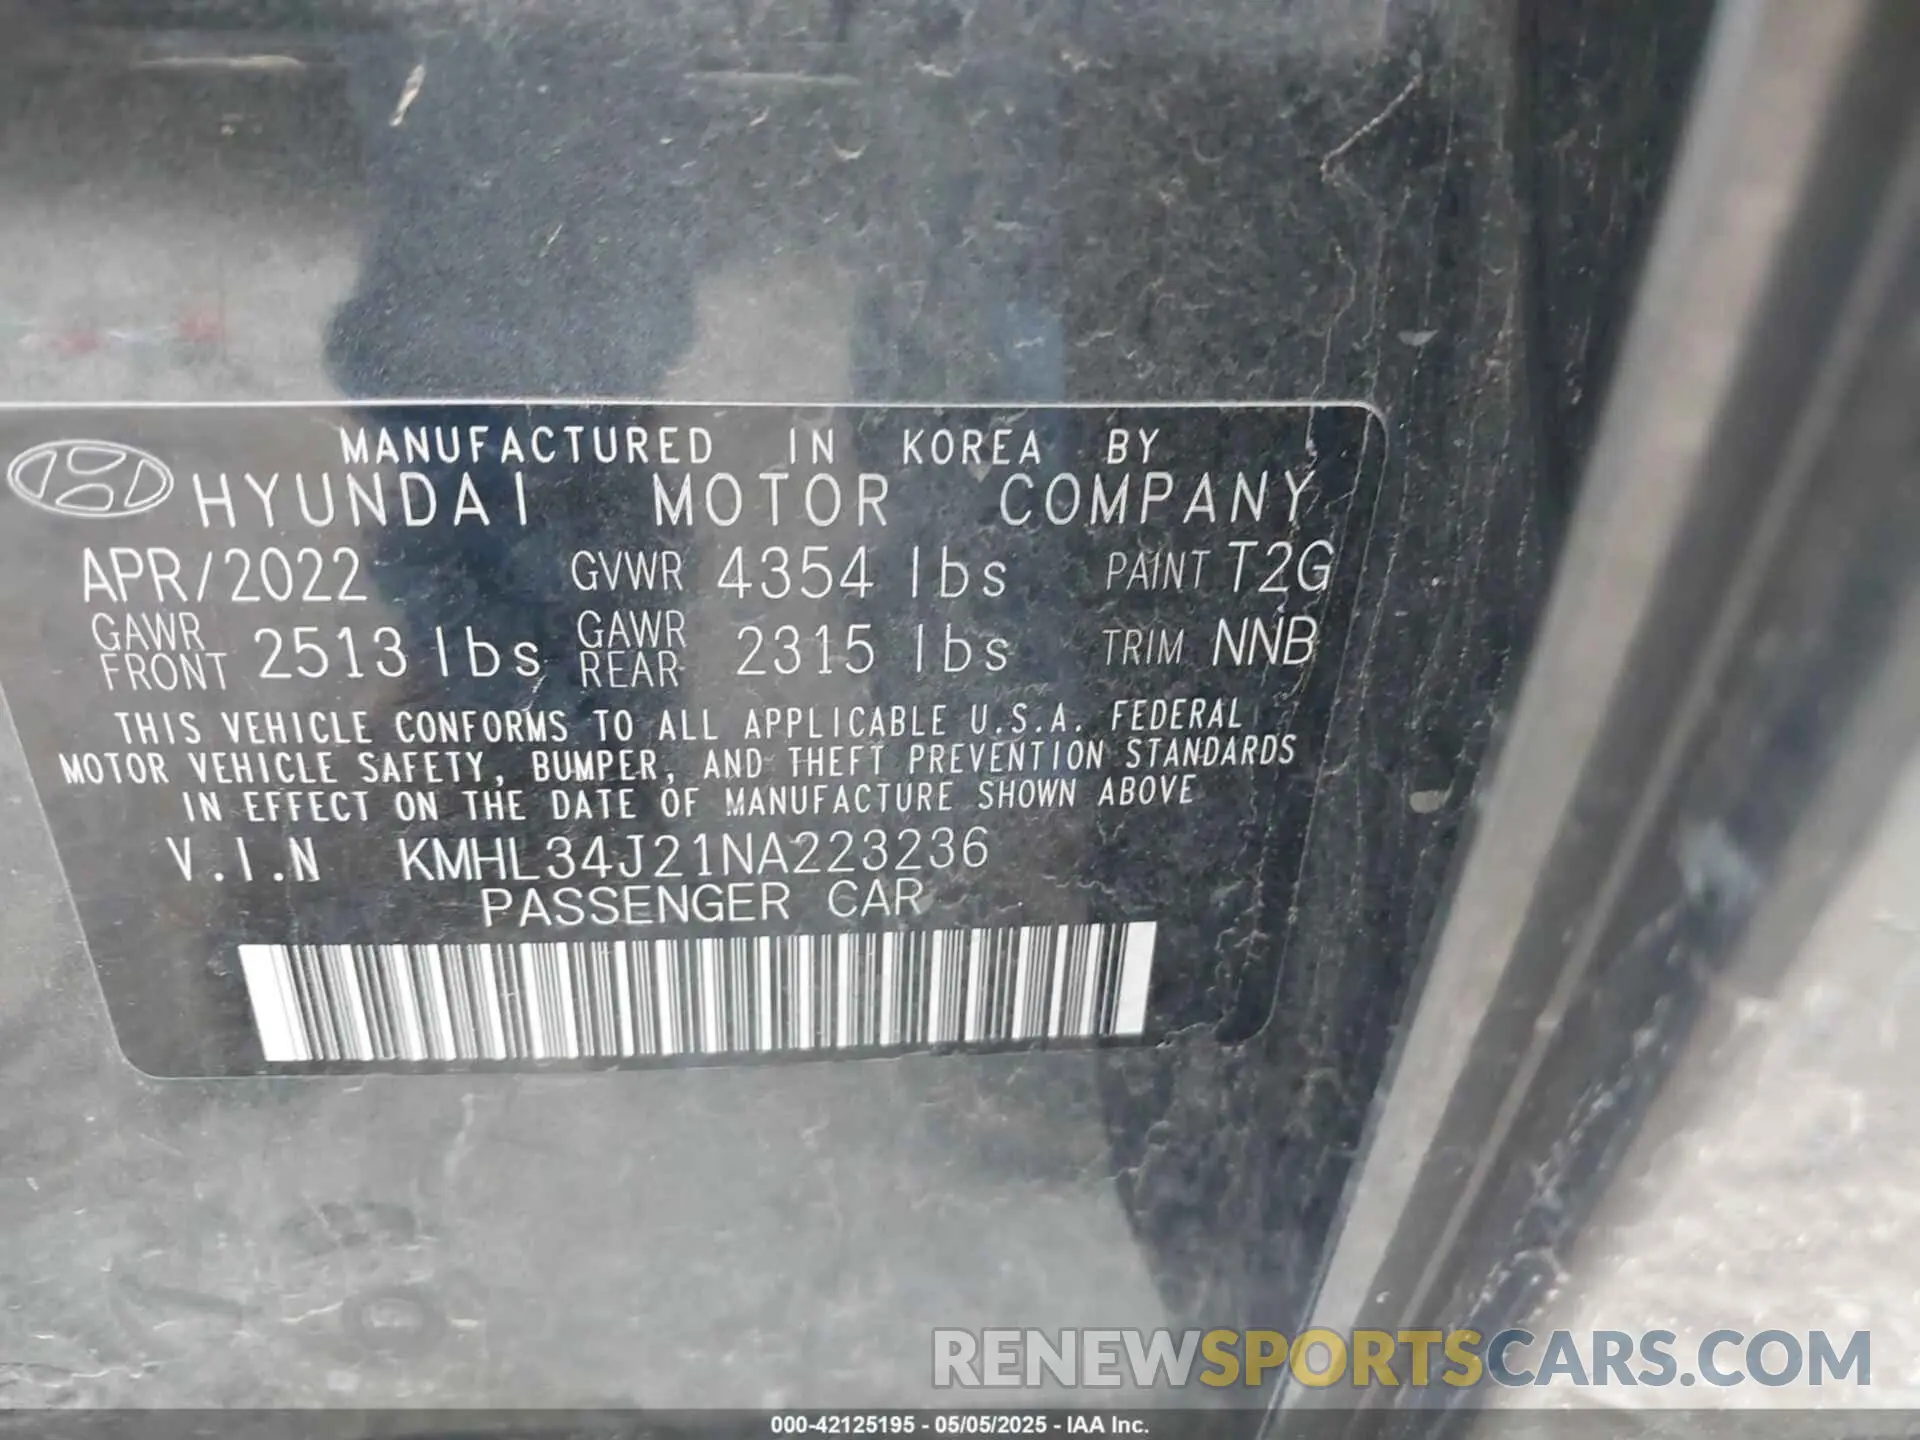 MANUFACTURED IN KOREA BY
HYUNDAI MOTOR COMPANY
APR/2022 GVWR 4354 lbs PAINT T2G
GAWR FRONT 2513 lbs GAWR REAR 2315 lbs TRIM NNB
THIS VEHICLE CONFORMS TO ALL APPLICABLE U.S.A. FEDERAL
MOTOR VEHICLE SAFETY, BUMPER, AND THEFT PREVENTION STANDARDS
IN EFFECT ON THE DATE OF MANUFACTURE SHOWN ABOVE
V.I.N KMHL34J21NA223236
PASSENGER CAR
RENEWSPORTSCARS.COM
000-42125195 - 05/05/2025 - IAA Inc.